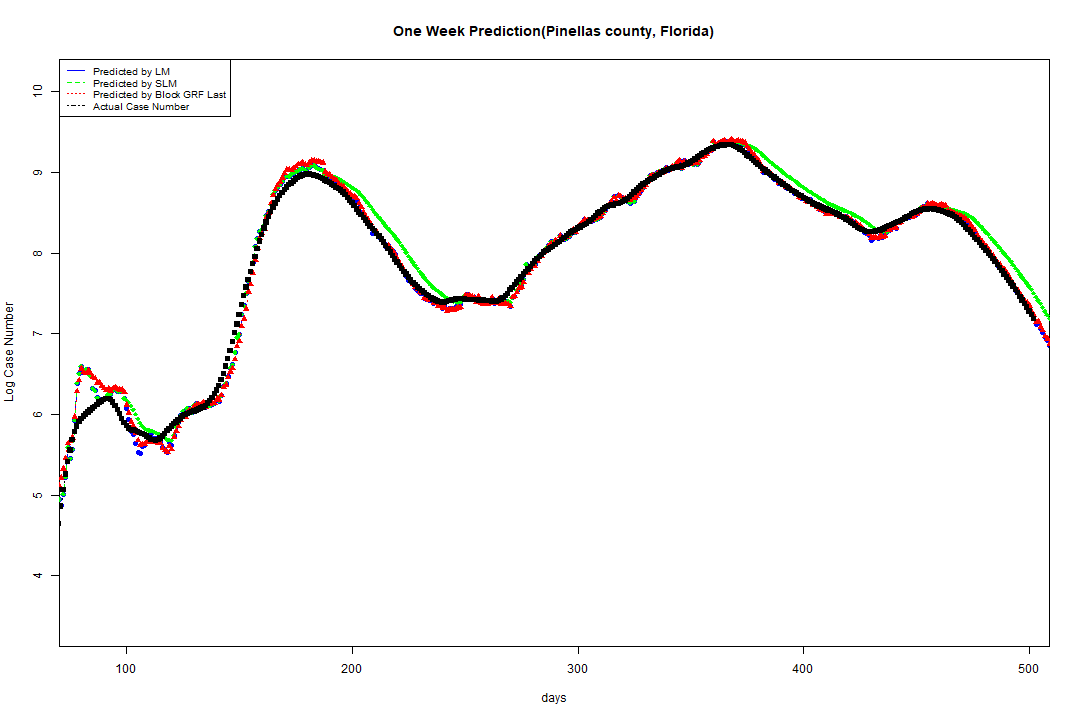 One Week Prediction(Pinellas county, Florida)
Predicted by LM
Predicted by SLM
Predicted by Block GRF Last
Actual Case Number
10
9
8
7
6
5
4
Log Case Number
100 200 300 400 500
days